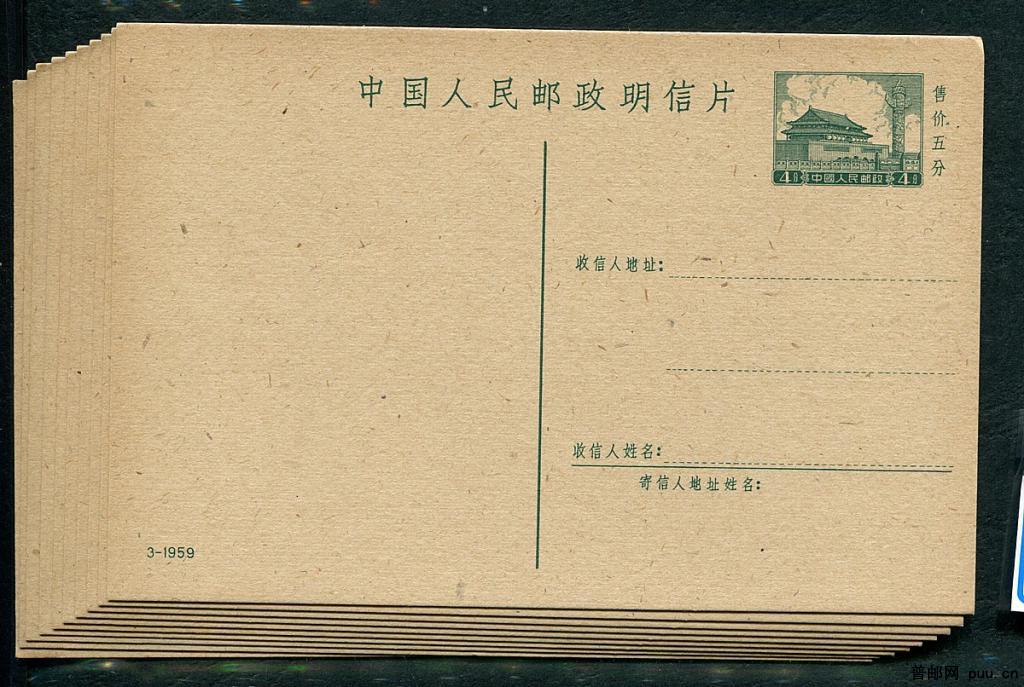 中国人民邮政明信片
4分 中國人民邮政 4分
售价五分
收信人地址：
收信人姓名：
寄信人地址姓名：
3-1959
普邮网 puu.cn